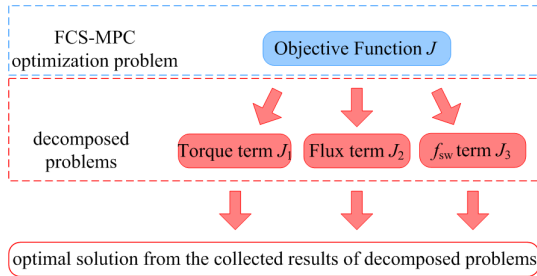 FCS-MPC
optimization problem
Objective Function J
decomposed
problems
Torque term J₁
Flux term J₂
fsw term J₃
optimal solution from the collected results of decomposed problems